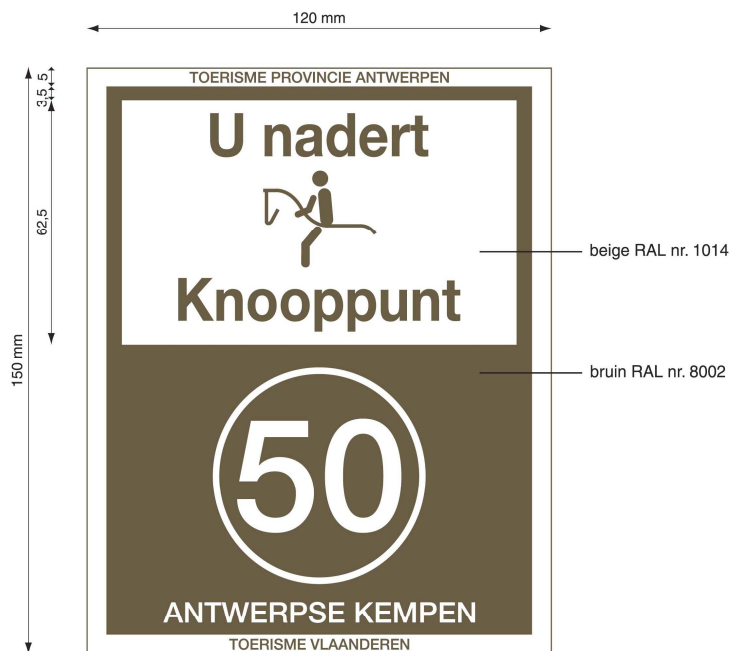 120 mm
5
TOERISME PROVINCIE ANTWERPEN
3,5
U nadert
62,5
beige RAL nr. 1014
Knooppunt
150 mm
bruin RAL nr. 8002
50
ANTWERPSE KEMPEN
TOERISME VLAANDEREN